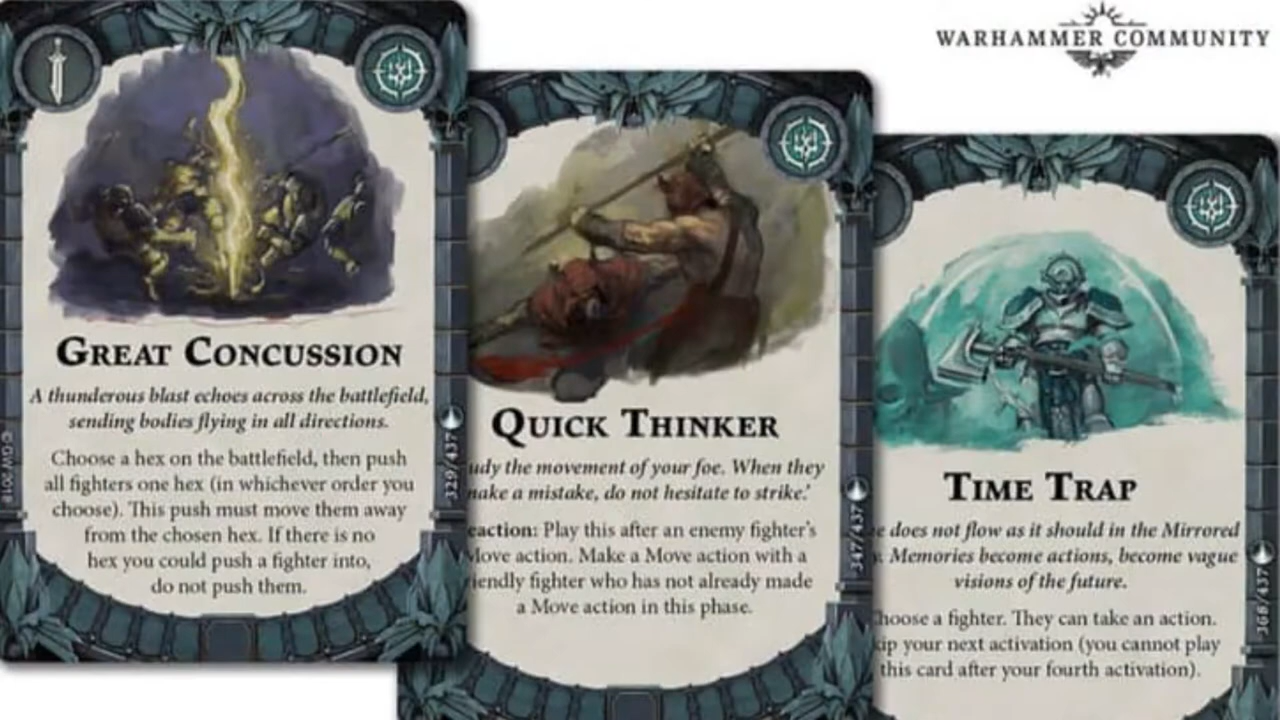 WARHAMMER COMMUNITY
GREAT CONCUSSION
A thunderous blast echoes across the battlefield,
sending bodies flying in all directions.
Choose a hex on the battlefield, then push
all fighters one hex (in whichever order you
choose). This push must move them away
from the chosen hex. If there is no
hex you could push a fighter into,
do not push them.
© GW 2018
329/437
QUICK THINKER
udy the movement of your foe. When they
make a mistake, do not hesitate to strike.'
eaction: Play this after an enemy fighter's
Move action. Make a Move action with a
iendly fighter who has not already made
a Move action in this phase.
347/437
TIME TRAP
e does not flow as it should in the Mirrored
. Memories become actions, become vague
visions of the future.
hoose a fighter. They can take an action.
ip your next activation (you cannot play
this card after your fourth activation).
368/437